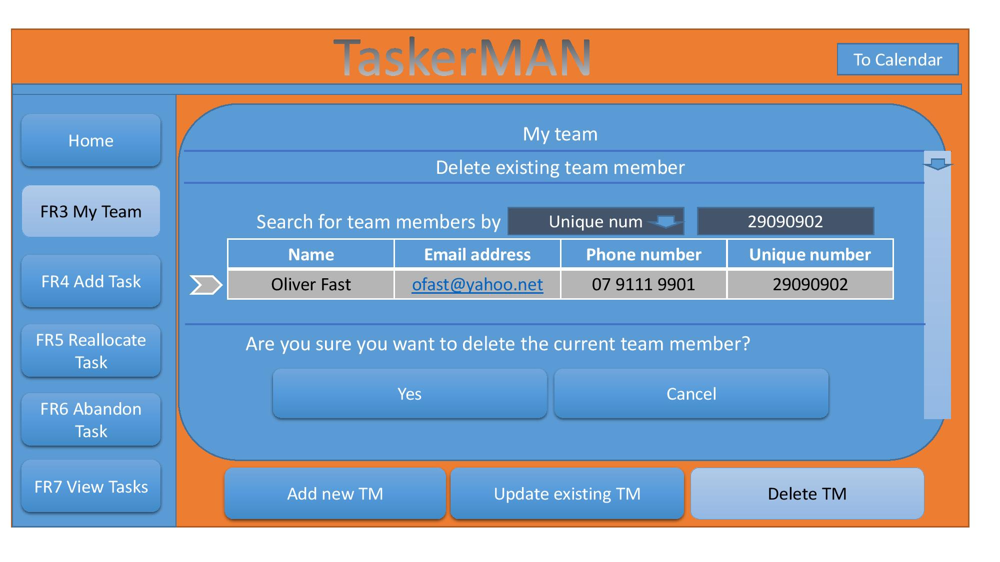 TaskerMAN
To Calendar
Home
FR3 My Team
FR4 Add Task
FR5 Reallocate
Task
FR6 Abandon
Task
FR7 View Tasks
My team
Delete existing team member
Search for team members by Unique num 29090902
Name Email address Phone number Unique number
Oliver Fast ofast@yahoo.net 07 9111 9901 29090902
Are you sure you want to delete the current team member?
Yes Cancel
Add new TM Update existing TM Delete TM